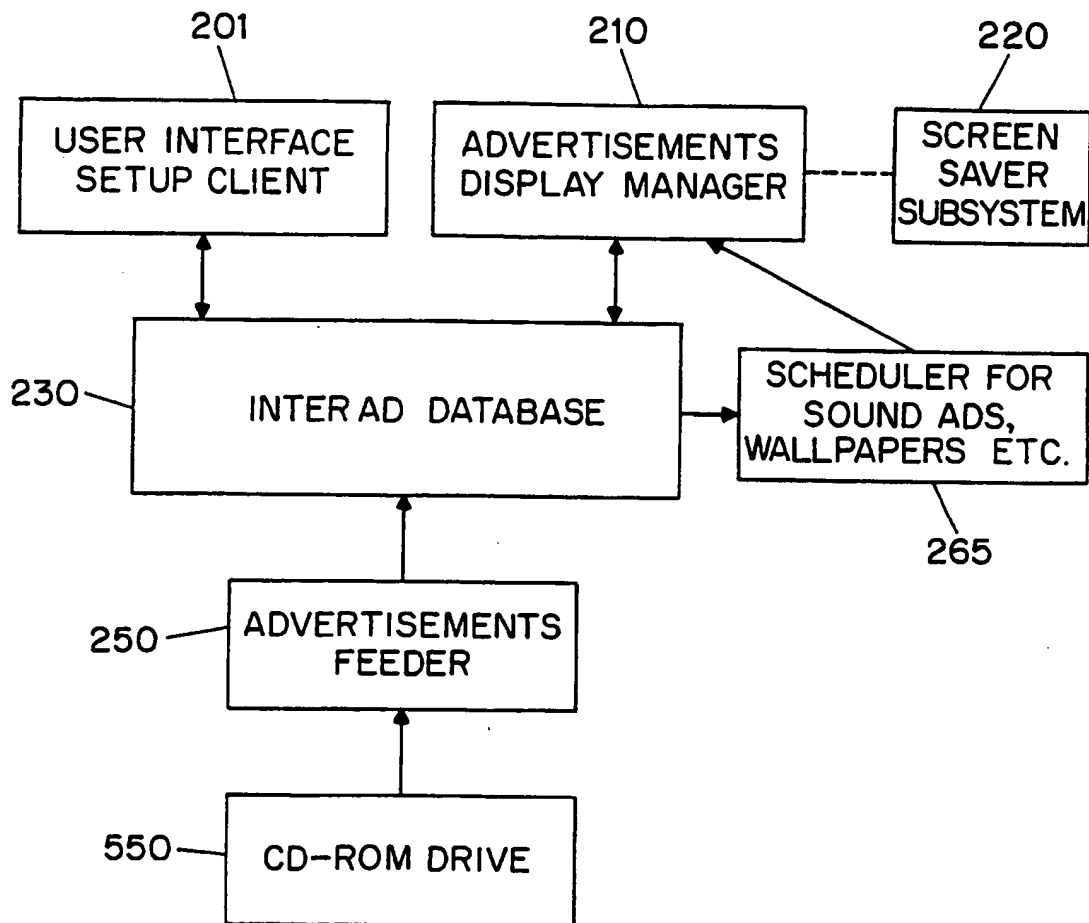 201
210
220
USER INTERFACE
SETUP CLIENT
ADVERTISEMENTS
DISPLAY MANAGER
SCREEN
SAVER
SUBSYSTEM
230
INTER AD DATABASE
SCHEDULER FOR
SOUND ADS,
WALLPAPERS ETC.
265
250
ADVERTISEMENTS
FEEDER
550
CD-ROM DRIVE